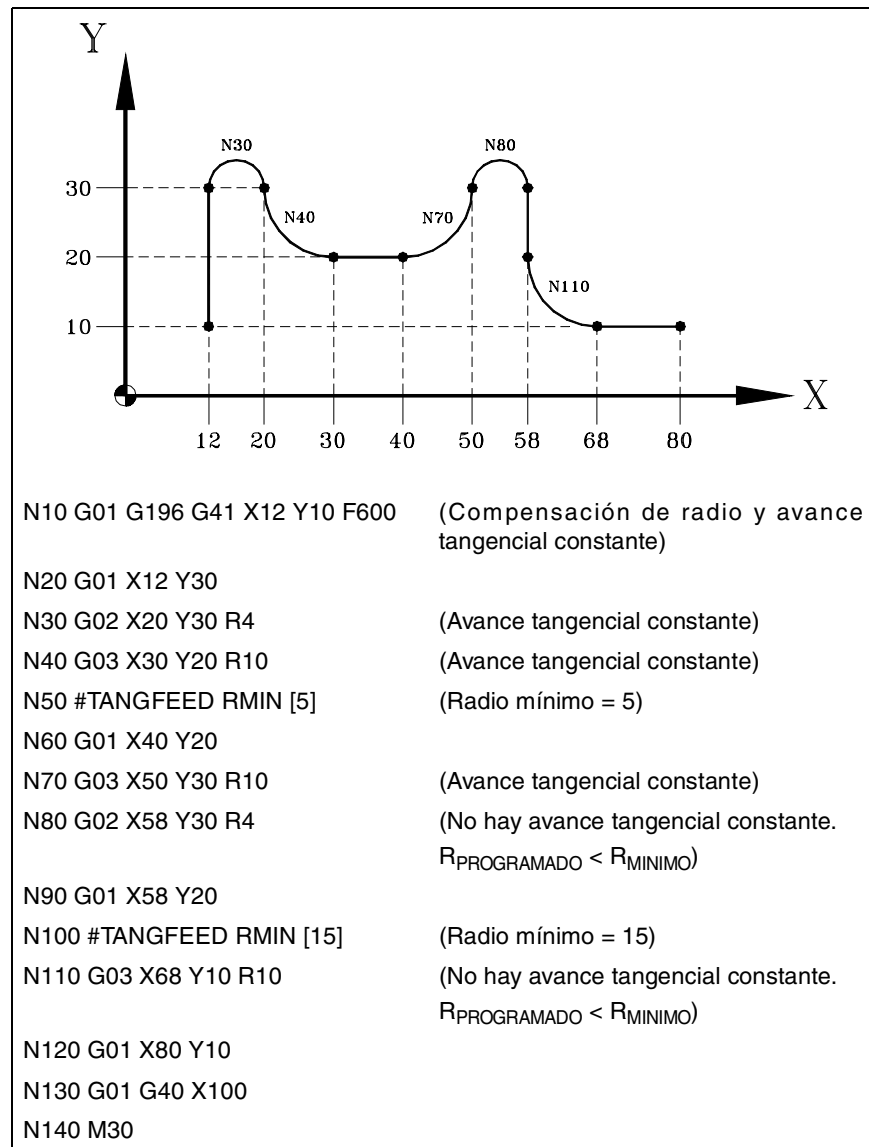 Y
N30
N80
30
N40
N70
20
N110
10
X
12 20 30 40 50 58 68 80
N10 G01 G196 G41 X12 Y10 F600 (Compensación de radio y avance
tangencial constante)
N20 G01 X12 Y30
N30 G02 X20 Y30 R4 (Avance tangencial constante)
N40 G03 X30 Y20 R10 (Avance tangencial constante)
N50 #TANGFEED RMIN [5] (Radio mínimo = 5)
N60 G01 X40 Y20
N70 G03 X50 Y30 R10 (Avance tangencial constante)
N80 G02 X58 Y30 R4 (No hay avance tangencial constante.
RPROGRAMADO < RMINIMO)
N90 G01 X58 Y20
N100 #TANGFEED RMIN [15] (Radio mínimo = 15)
N110 G03 X68 Y10 R10 (No hay avance tangencial constante.
RPROGRAMADO < RMINIMO)
N120 G01 X80 Y10
N130 G01 G40 X100
N140 M30